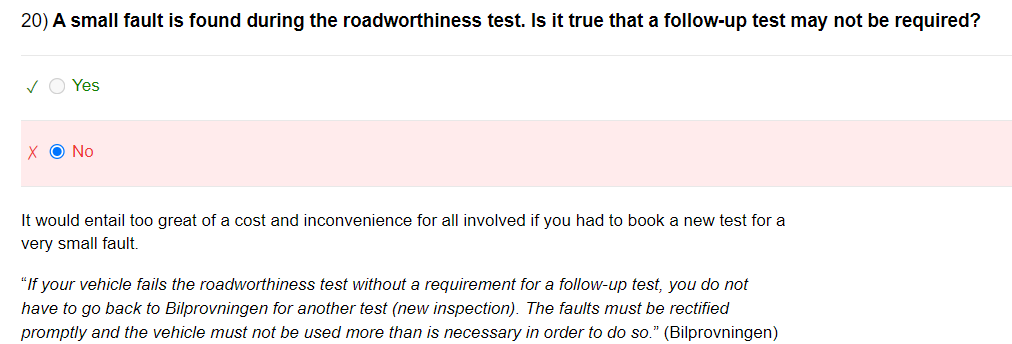 20) A small fault is found during the roadworthiness test. Is it true that a follow-up test may not be required?
✓ Yes
X No
It would entail too great of a cost and inconvenience for all involved if you had to book a new test for a
very small fault.
“If your vehicle fails the roadworthiness test without a requirement for a follow-up test, you do not
have to go back to Bilprovningen for another test (new inspection). The faults must be rectified
promptly and the vehicle must not be used more than is necessary in order to do so.” (Bilprovningen)